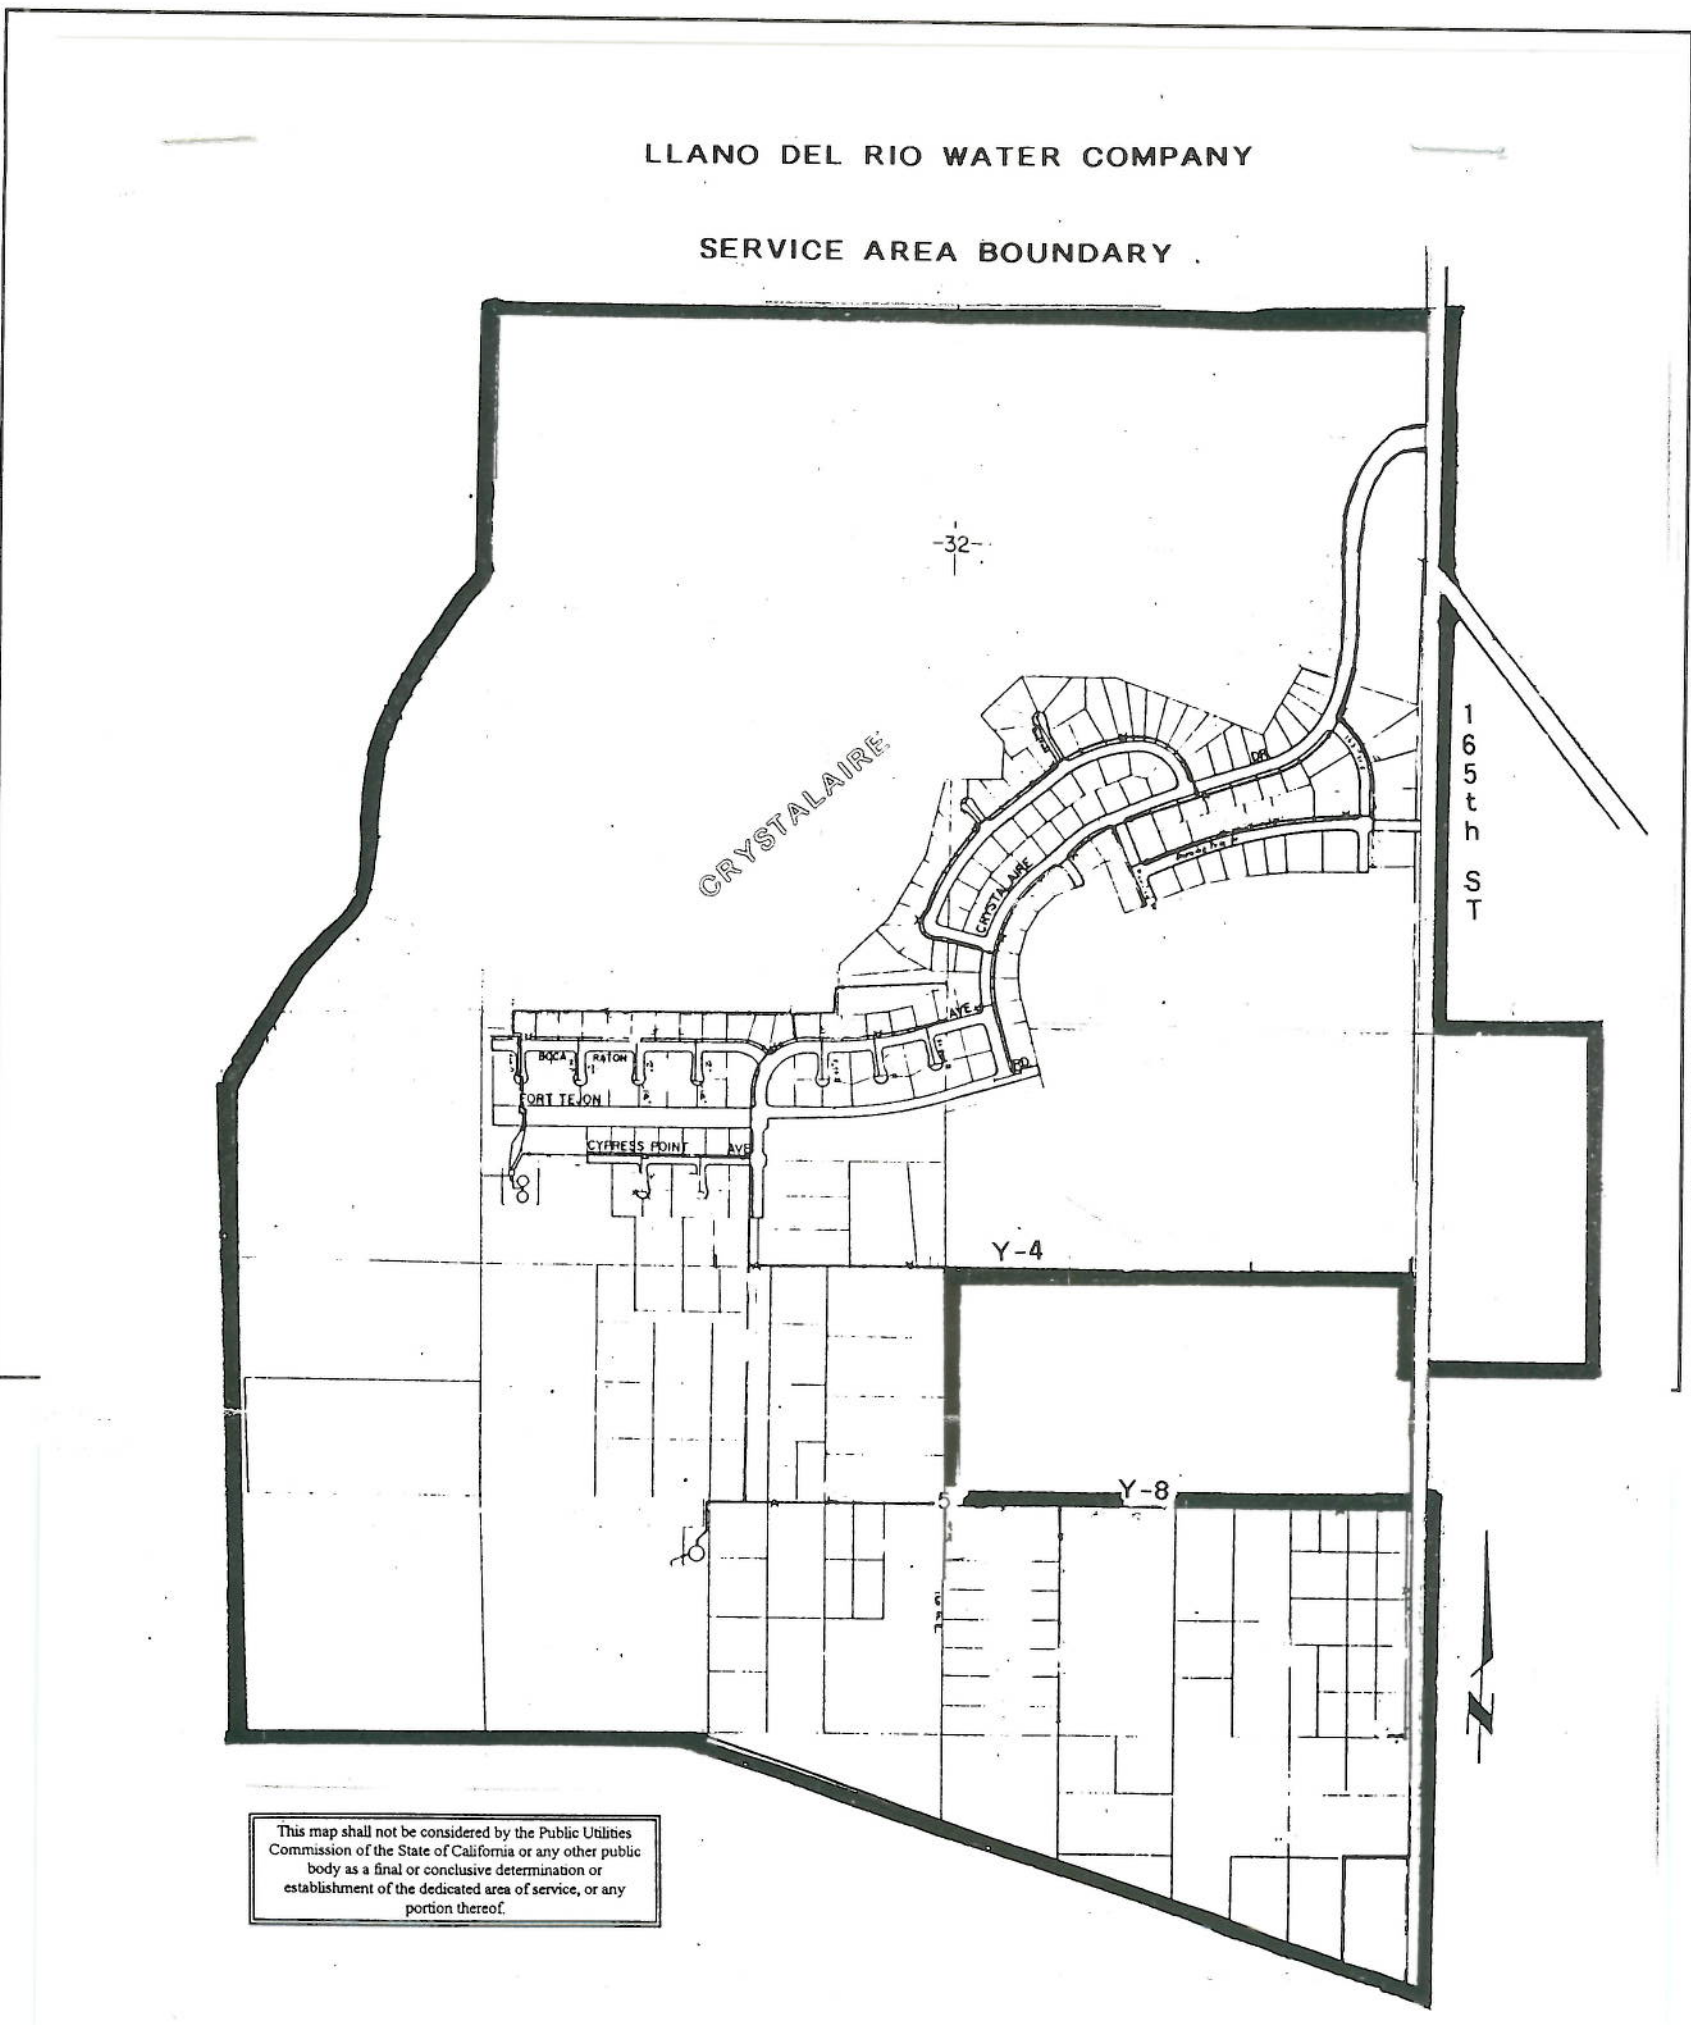 LLANO DEL RIO WATER COMPANY
SERVICE AREA BOUNDARY
-32-
CRYSTALAIRE
165th ST
DR
CRYSTALAIRE
AVE
BOCA RATON
FORT TEJON
CYPRESS POINT AVE
Y-4
Y-8
5
N
This map shall not be considered by the Public Utilities
Commission of the State of California or any other public
body as a final or conclusive determination or
establishment of the dedicated area of service, or any
portion thereof.